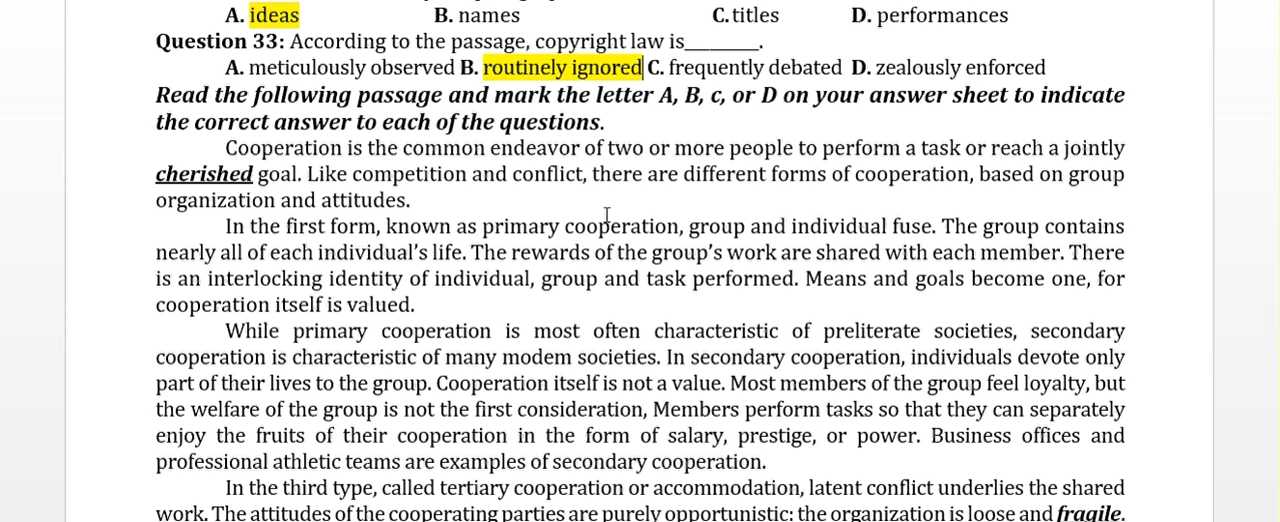 A. ideas B. names C. titles D. performances
Question 33: According to the passage, copyright law is________.
A. meticulously observed B. routinely ignored C. frequently debated D. zealously enforced
Read the following passage and mark the letter A, B, c, or D on your answer sheet to indicate
the correct answer to each of the questions.
Cooperation is the common endeavor of two or more people to perform a task or reach a jointly
cherished goal. Like competition and conflict, there are different forms of cooperation, based on group
organization and attitudes.
In the first form, known as primary cooperation, group and individual fuse. The group contains
nearly all of each individual’s life. The rewards of the group’s work are shared with each member. There
is an interlocking identity of individual, group and task performed. Means and goals become one, for
cooperation itself is valued.
While primary cooperation is most often characteristic of preliterate societies, secondary
cooperation is characteristic of many modem societies. In secondary cooperation, individuals devote only
part of their lives to the group. Cooperation itself is not a value. Most members of the group feel loyalty, but
the welfare of the group is not the first consideration, Members perform tasks so that they can separately
enjoy the fruits of their cooperation in the form of salary, prestige, or power. Business offices and
professional athletic teams are examples of secondary cooperation.
In the third type, called tertiary cooperation or accommodation, latent conflict underlies the shared
work. The attitudes of the cooperating parties are purely opportunistic: the organization is loose and fragile.